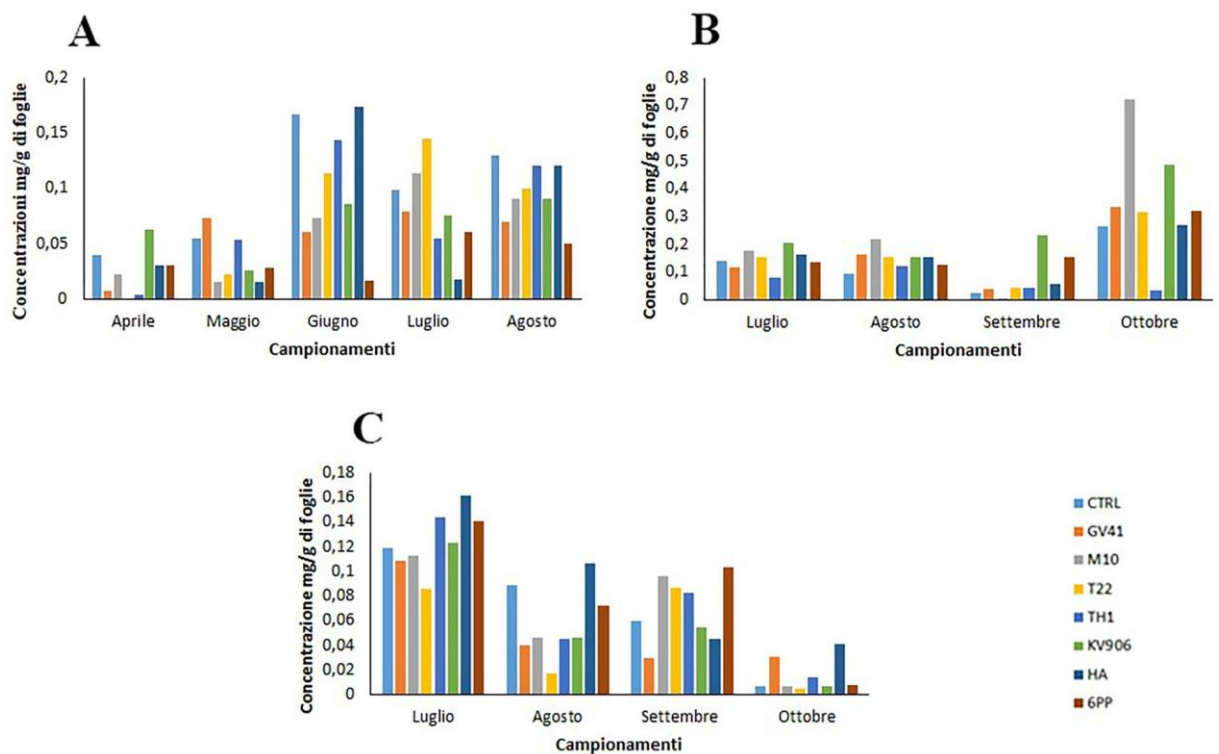 A
Concentrazioni mg/g di foglie
0,2
0,15
0,1
0,05
0
Aprile Maggio Giugno Luglio Agosto
Campionamenti
B
Concentrazione mg/g di foglie
0,8
0,7
0,6
0,5
0,4
0,3
0,2
0,1
0
Luglio Agosto Settembre Ottobre
Campionamenti
C
Concentrazione mg/g di foglie
0,18
0,16
0,14
0,12
0,1
0,08
0,06
0,04
0,02
0
Luglio Agosto Settembre Ottobre
Campionamenti
CTRL
GV41
M10
T22
TH1
KV906
HA
6PP